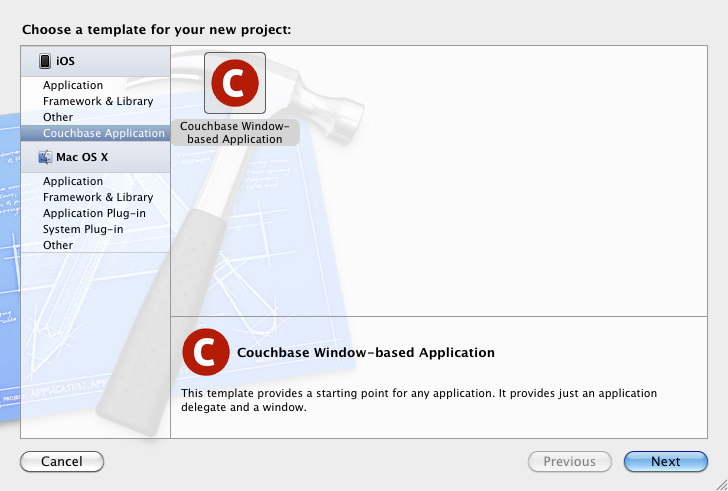 Choose a template for your new project:
iOS
Application
Framework & Library
Other
Couchbase Application
Mac OS X
Application
Framework & Library
Application Plug-in
System Plug-in
Other
C
Couchbase Window-
based Application
C
Couchbase Window-based Application
This template provides a starting point for any application. It provides just an application
delegate and a window.
Cancel
Previous
Next